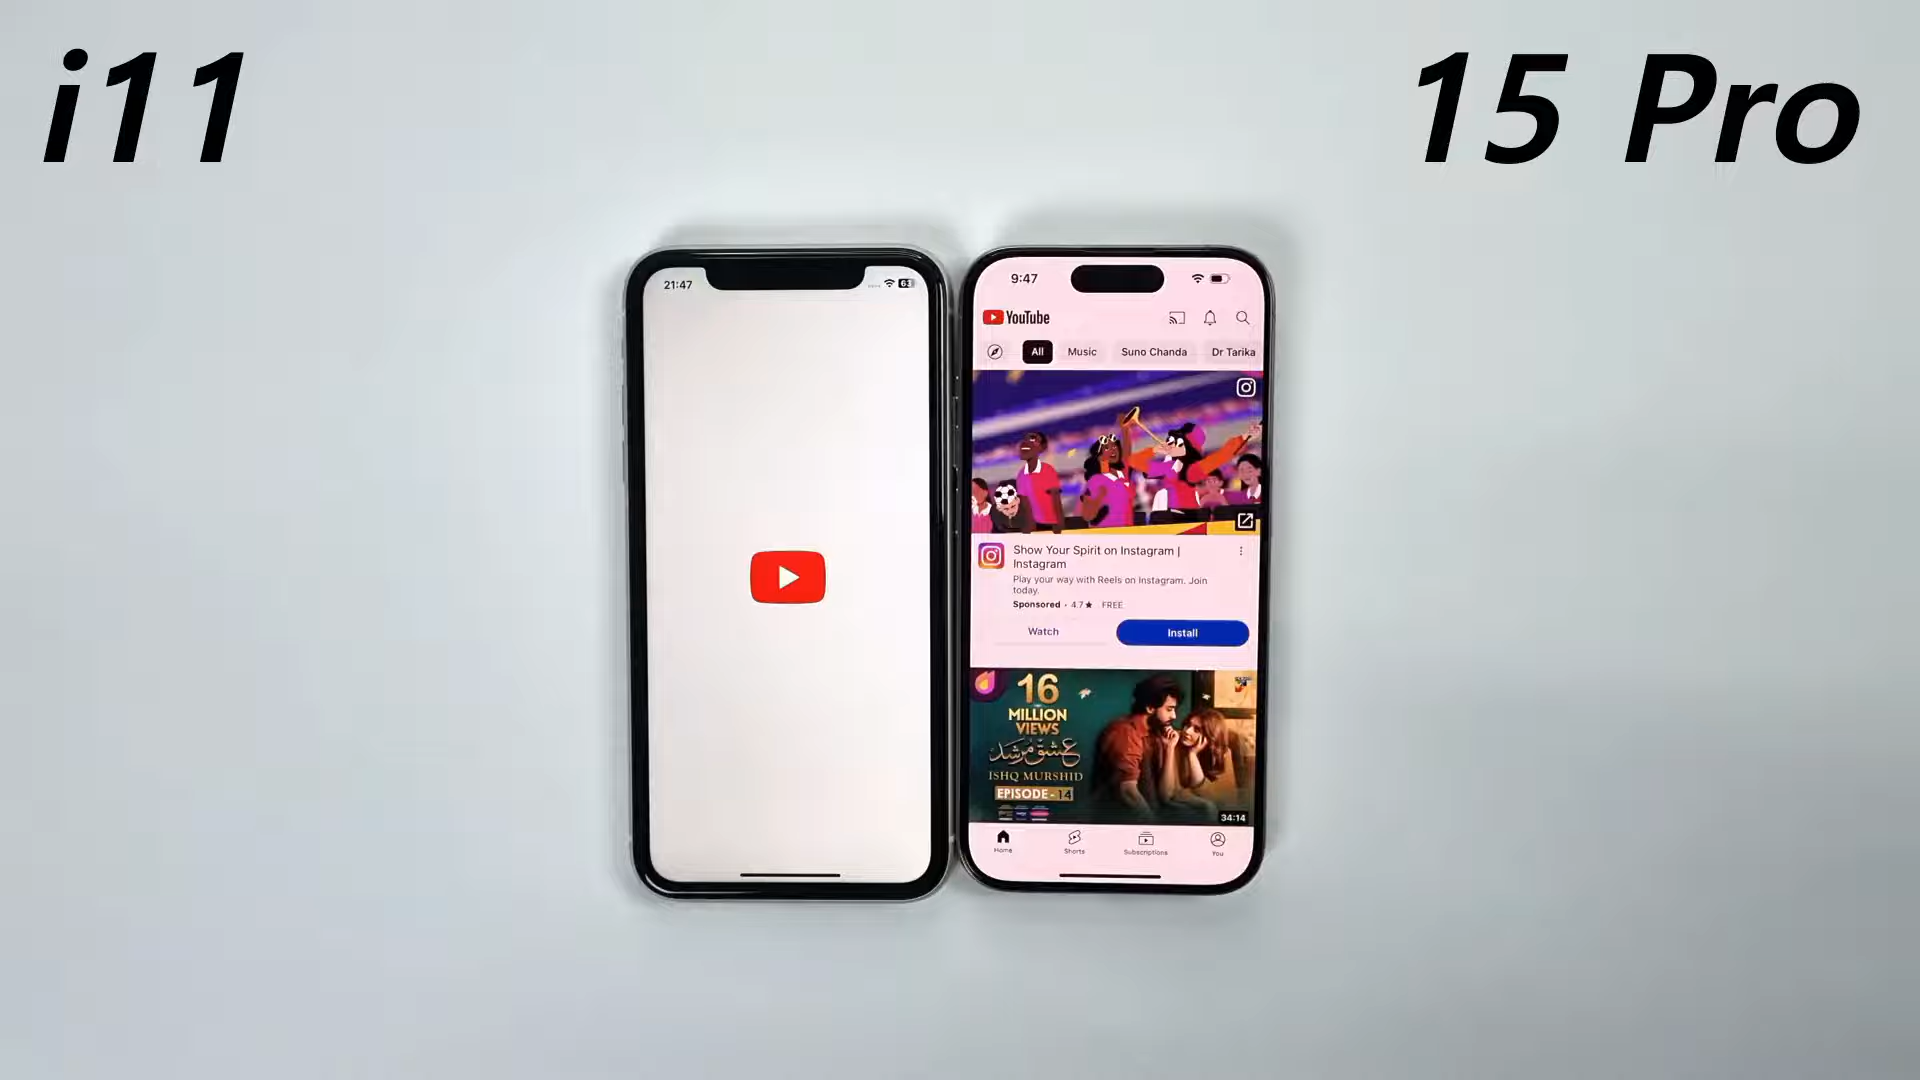 i11
15 Pro
21:47
63
9:47
YouTube
All
Music
Suno Chanda
Dr Tarika
Show Your Spirit on Instagram |
Instagram
Play your way with Reels on Instagram. Join
today.
Sponsored · 4.7★ FREE
Watch
Install
16
MILLION
VIEWS
عشق مرشد
ISHQ MURSHID
EPISODE - 14
34:14
Home
Shorts
Subscriptions
You